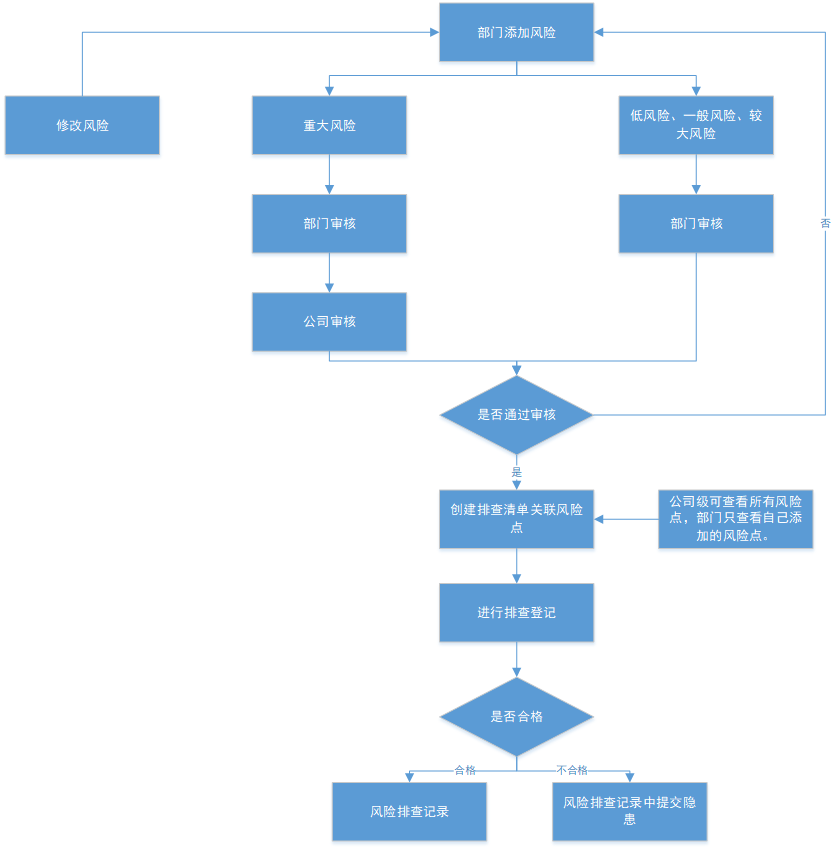 部门添加风险
修改风险
重大风险
低风险、一般风险、较
大风险
部门审核
部门审核
否
公司审核
是否通过审核
是
创建排查清单关联风险
点
公司级可查看所有风险
点，部门只查看自己添
加的风险点。
进行排查登记
是否合格
合格
不合格
风险排查记录
风险排查记录中提交隐
患